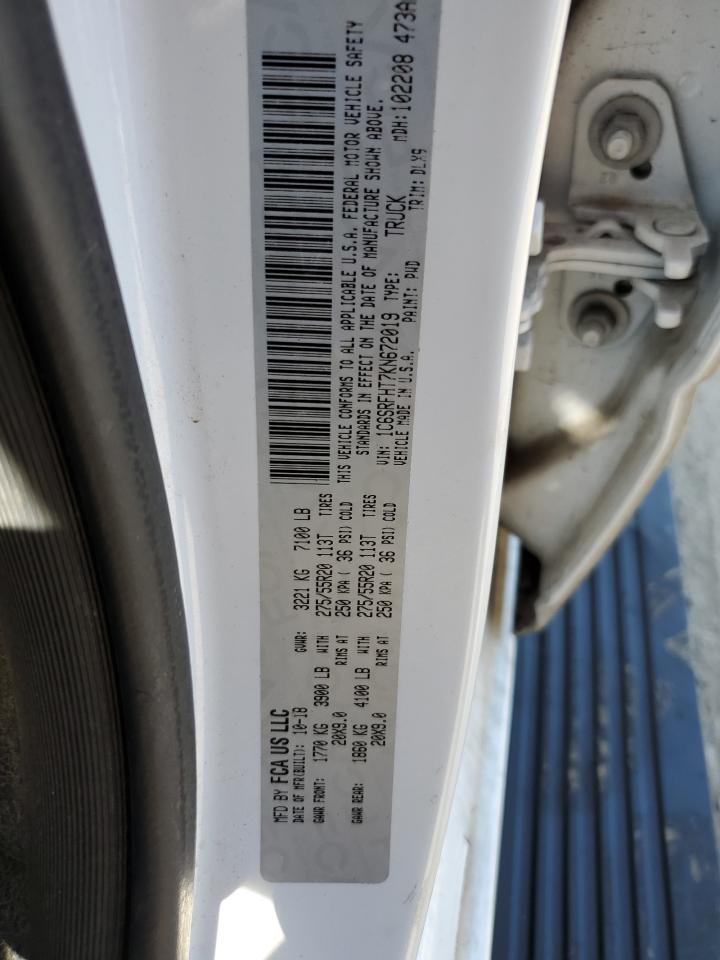 MFD BY FCA US LLC
DATE OF MFR(BUILT): 10-18 GVWR: 3221 KG 7100 LB
GAWR FRONT: 1770 KG 3900 LB WITH 275/55R20 113T TIRES
20X9.0 RIMS AT 250 KPA ( 36 PSI) COLD
GAWR REAR: 1860 KG 4100 LB WITH 275/55R20 113T TIRES
20X9.0 RIMS AT 250 KPA ( 36 PSI) COLD
THIS VEHICLE CONFORMS TO ALL APPLICABLE U.S.A. FEDERAL MOTOR VEHICLE SAFETY
STANDARDS IN EFFECT ON THE DATE OF MANUFACTURE SHOWN ABOVE.
VIN: 1C6SRFHT7KN672019 TYPE: TRUCK MDH:102208 473A
VEHICLE MADE IN U.S.A. PAINT: PWD TRIM: DLX9